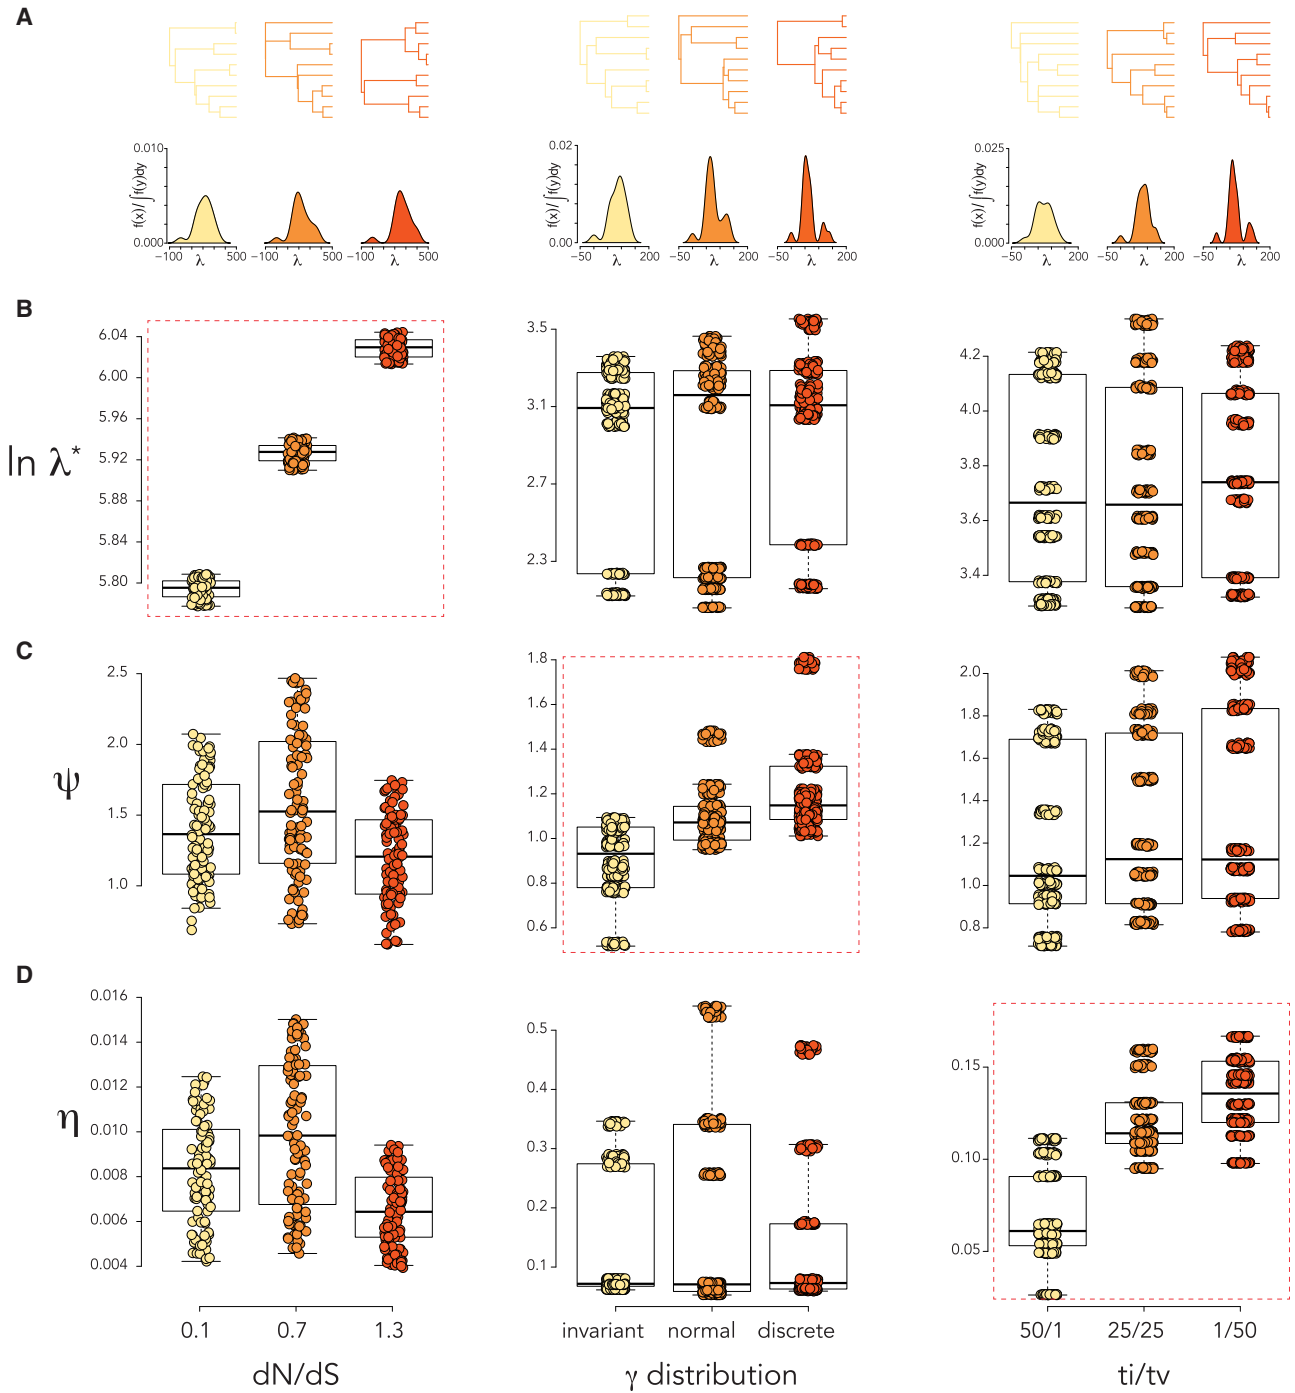 A
0.010
0.000
f(x)/∫f(y)dy
−100 λ 500
−100 λ 500
−100 λ 500
0.02
0.00
f(x)/∫f(y)dy
−50 λ 200
−50 λ 200
−50 λ 200
0.025
0.000
f(x)/∫f(y)dy
−50 λ 200
−50 λ 200
−50 λ 200
B
ln λ*
6.04
6.00
5.96
5.92
5.88
5.84
5.80
3.5
3.1
2.7
2.3
4.2
4.0
3.8
3.6
3.4
C
ψ
2.5
2.0
1.5
1.0
1.8
1.6
1.4
1.2
1.0
0.8
0.6
2.0
1.8
1.6
1.4
1.2
1.0
0.8
D
η
0.016
0.014
0.012
0.010
0.008
0.006
0.004
0.5
0.4
0.3
0.2
0.1
0.15
0.10
0.05
0.1 0.7 1.3
dN/dS
invariant normal discrete
γ distribution
50/1 25/25 1/50
ti/tv